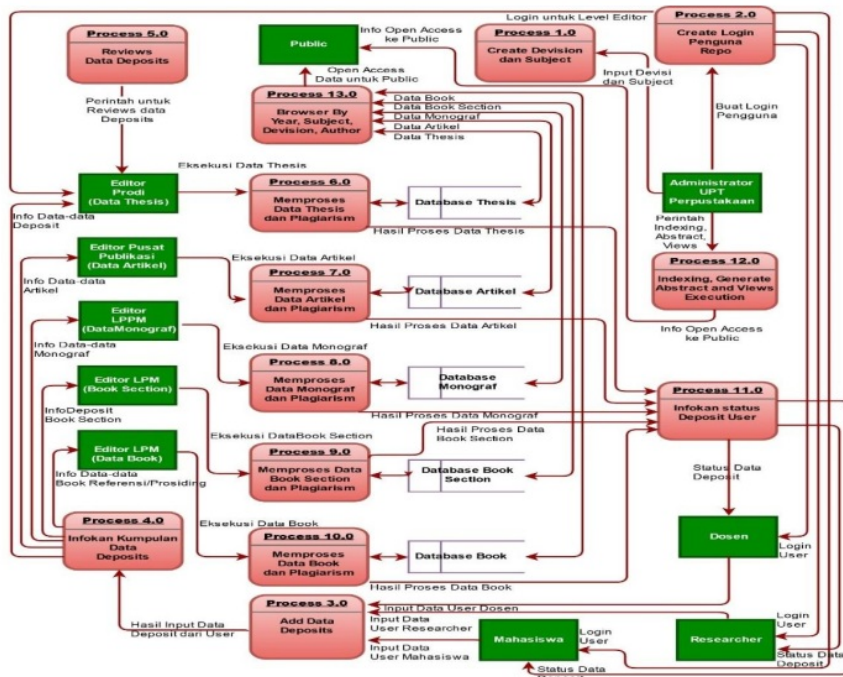 Login untuk Level Editor
Process 5.0
Reviews
Data Deposits
Public
Info Open Access
ke Public
Process 1.0
Create Devision
dan Subject
Process 2.0
Create Login
Penguna
Repo
Open Access
Data untuk Public
Input Devisi
dan Subject
Perintah untuk
Reviews data
Deposits
Process 13.0
Browser By
Year, Subject,
Devision, Author
Data Book
Data Book Section
Data Monograf
Data Artikel
Data Thesis
Buat Login
Pengguna
Eksekusi Data Thesis
Editor
Prodi
(Data Thesis)
Process 6.0
Memproses
Data Thesis
dan Plagiarism
Database Thesis
Administrator
UPT
Perpustakaan
Info Data-data
Deposit
Hasil Proses Data Thesis
Perintah
Indexing,
Abstract,
Views
Editor Pusat
Publikasi
(Data Artikel)
Eksekusi Data Artikel
Process 7.0
Memproses
Data Artikel
dan Plagiarism
Database Artikel
Process 12.0
Indexing, Generate
Abstract and Views
Execution
Info Data-data
Artikel
Hasil Proses Data Artikel
Info Open Access
ke Public
Editor
LPPM
(DataMonograf)
Info Data-data
Monograf
Eksekusi Data Monograf
Process 8.0
Memproses
Data Monograf
dan Plagiarism
Database
Monograf
Hasil Proses Data Monograf
Process 11.0
Infokan status
Deposit User
Editor LPM
(Book Section)
InfoDeposit
Book Section
Eksekusi DataBook Section
Hasil Proses Data
Book Section
Process 9.0
Memproses Data
Book Section
dan Plagiarism
Database Book
Section
Editor LPM
(Data Book)
Info Data-data
Book Referensi/Prosiding
Status Data
Deposit
Process 4.0
Infokan Kumpulan
Data
Deposits
Eksekusi Data Book
Process 10.0
Memproses
Data Book
dan Plagiarism
Database Book
Hasil Proses Data Book
Dosen
Login
User
Process 3.0
Add Data
Deposits
Hasil Input Data
Deposit dari User
Input Data User Dosen
Input Data
User Researcher
Input Data
User Mahasiswa
Mahasiswa
Login
User
Researcher
Login
User
Status Data
Deposit
Status Data